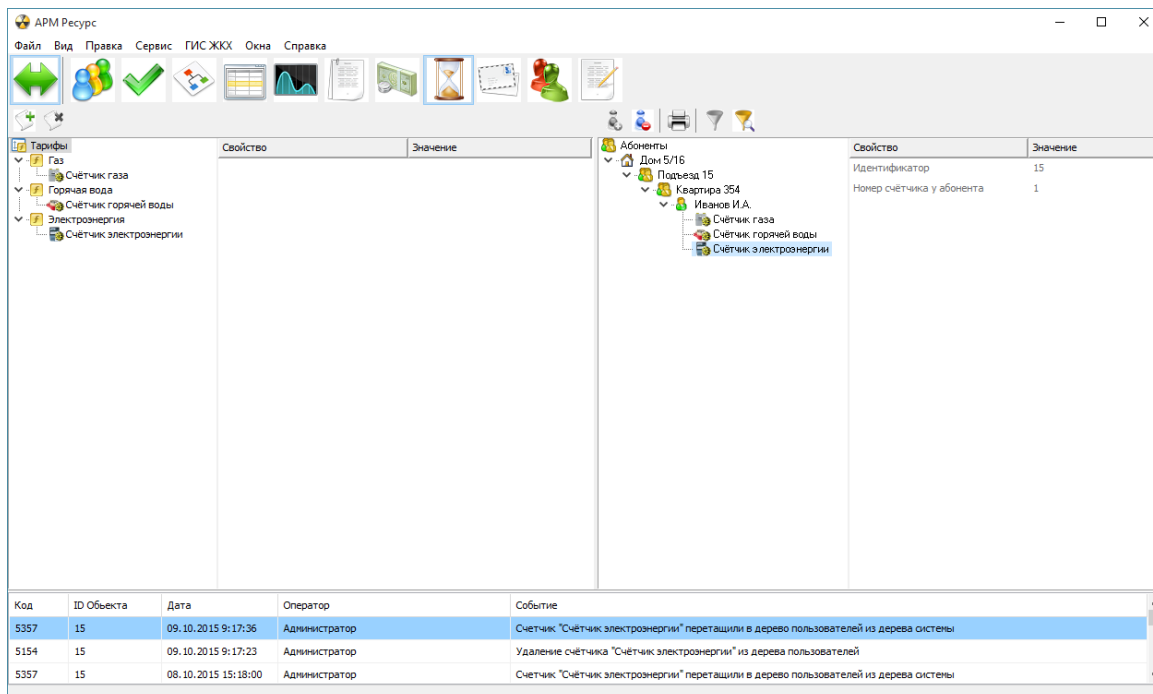 АРМ Ресурс
Файл Вид Правка Сервис ГИС ЖКХ Окна Справка
Тарифы
Газ
Счётчик газа
Горячая вода
Счётчик горячей воды
Электроэнергия
Счётчик электроэнергии
Свойство Значение
Абоненты
Дом 5/16
Подъезд 15
Квартира 354
Иванов И.А.
Счётчик газа
Счётчик горячей воды
Счётчик электроэнергии
Свойство Значение
Идентификатор 15
Номер счётчика у абонента 1
Код ID Обьекта Дата Оператор Событие
5357 15 09.10.2015 9:17:36 Администратор Счетчик "Счётчик электроэнергии" перетащили в дерево пользователей из дерева системы
5154 15 09.10.2015 9:17:23 Администратор Удаление счётчика "Счётчик электроэнергии" из дерева пользователей
5357 15 08.10.2015 15:18:00 Администратор Счетчик "Счётчик электроэнергии" перетащили в дерево пользователей из дерева системы